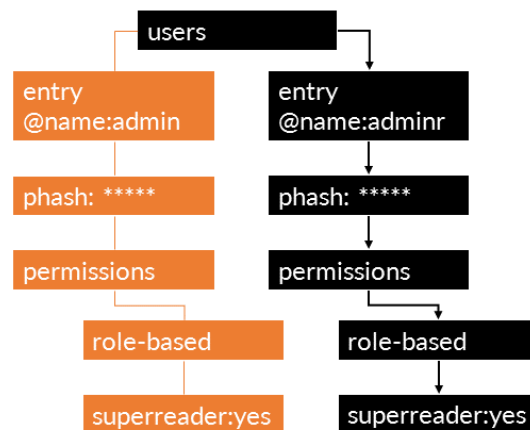 users
entry
@name:admin
phash: *****
permissions
role-based
superreader:yes
entry
@name:adminr
phash: *****
permissions
role-based
superreader:yes